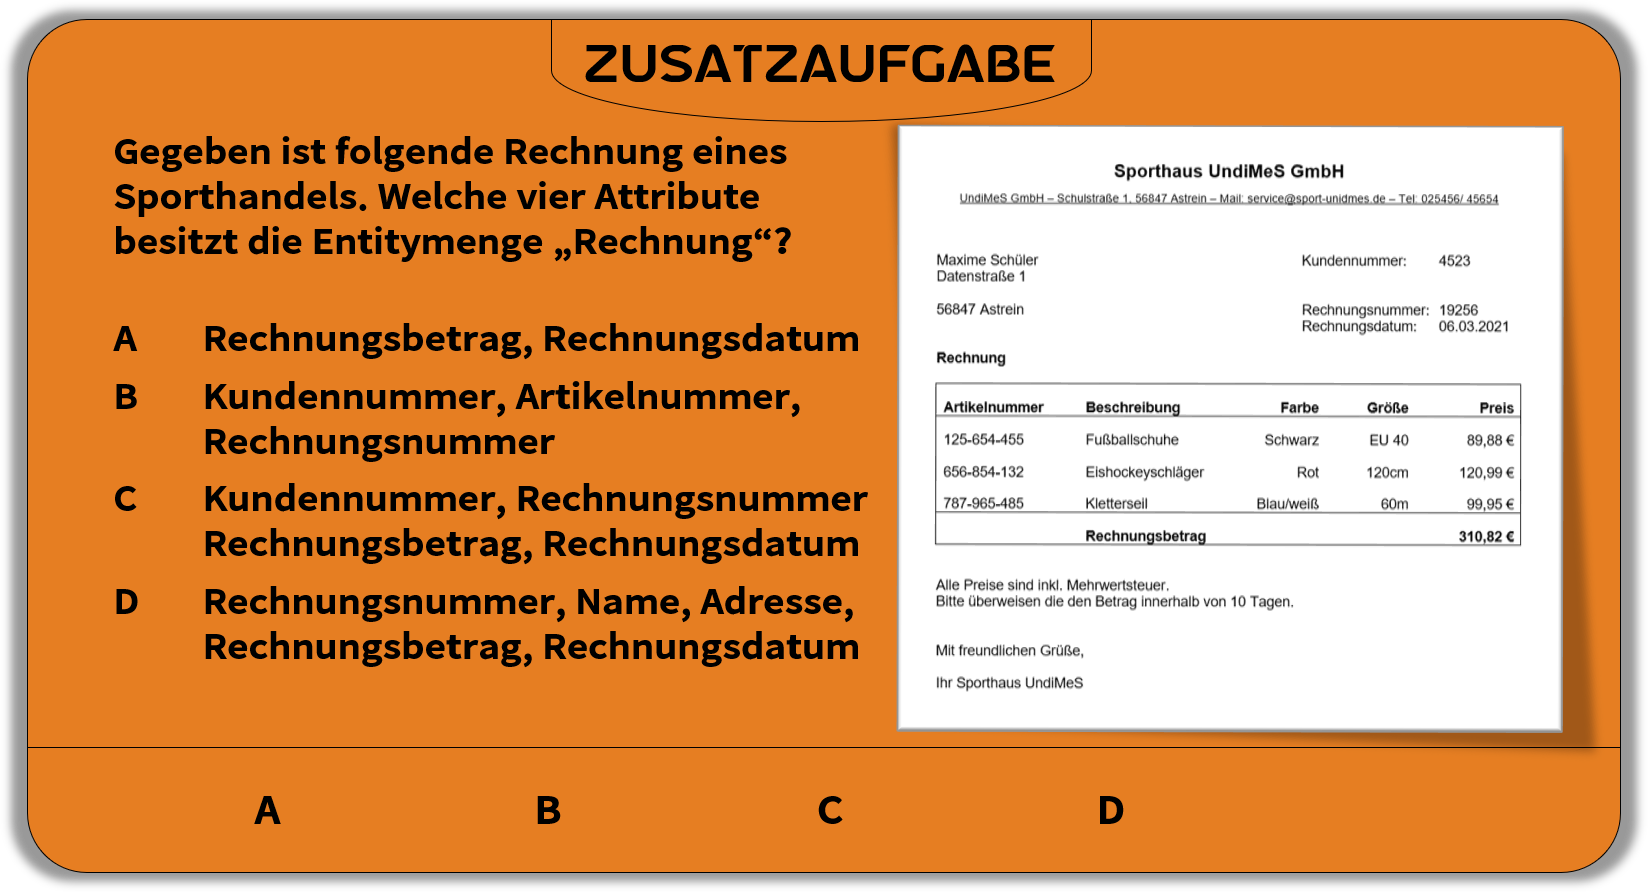 ZUSATZAUFGABE
Gegeben ist folgende Rechnung eines
Sporthandels. Welche vier Attribute
besitzt die Entitymenge „Rechnung“?
A Rechnungsbetrag, Rechnungsdatum
B Kundennummer, Artikelnummer,
Rechnungsnummer
C Kundennummer, Rechnungsnummer
Rechnungsbetrag, Rechnungsdatum
D Rechnungsnummer, Name, Adresse,
Rechnungsbetrag, Rechnungsdatum
Sporthaus UndiMeS GmbH
UndiMeS GmbH – Schulstraße 1, 56847 Astrein – Mail: service@sport-unidmes.de – Tel: 025456/ 45654
Maxime Schüler Kundennummer: 4523
Datenstraße 1
56847 Astrein Rechnungsnummer: 19256
Rechnungsdatum: 06.03.2021
Rechnung
Artikelnummer Beschreibung Farbe Größe Preis
125-654-455 Fußballschuhe Schwarz EU 40 89,88 €
656-854-132 Eishockeyschläger Rot 120cm 120,99 €
787-965-485 Kletterseil Blau/weiß 60m 99,95 €
Rechnungsbetrag 310,82 €
Alle Preise sind inkl. Mehrwertsteuer.
Bitte überweisen die den Betrag innerhalb von 10 Tagen.
Mit freundlichen Grüße,
Ihr Sporthaus UndiMeS
A B C D